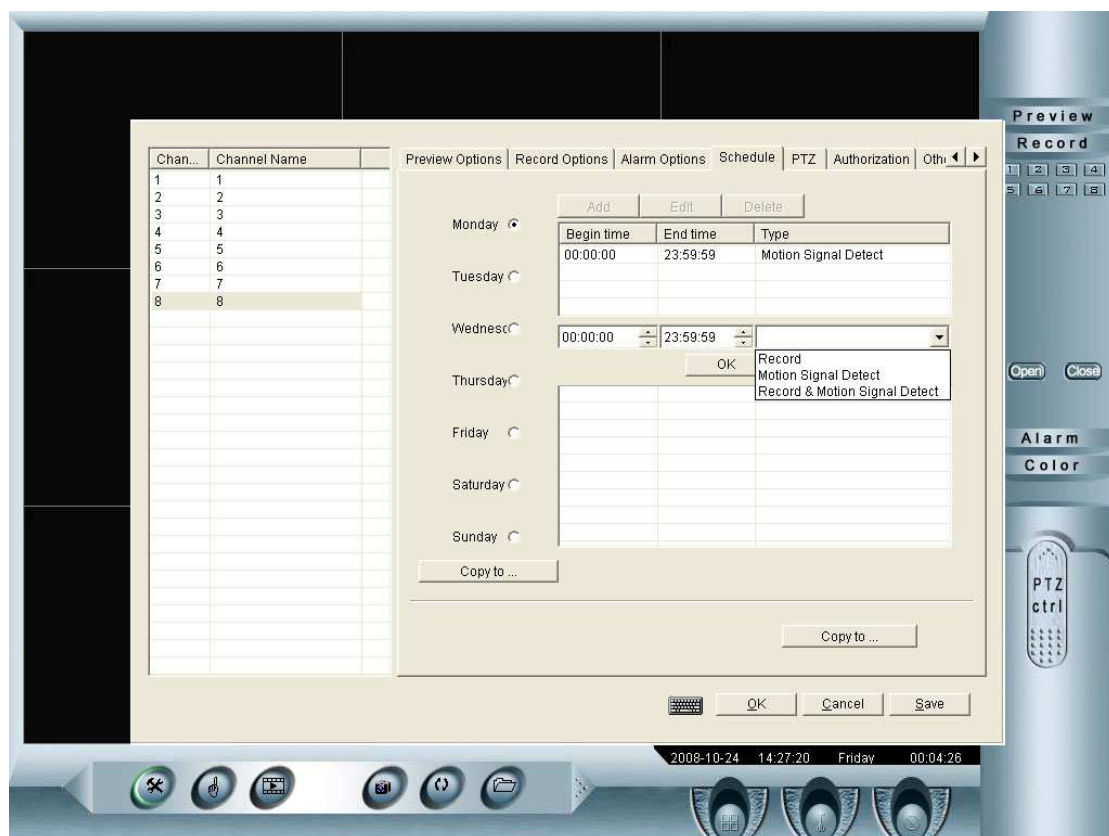 Preview
Record
1 2 3 4
5 6 7 8
Chan... Channel Name
1 1
2 2
3 3
4 4
5 5
6 6
7 7
8 8
Preview Options Record Options Alarm Options Schedule PTZ Authorization Oth
Add Edit Delete
Monday
Tuesday
Wednesc
Thursday
Friday
Saturday
Sunday
Begin time End time Type
00:00:00 23:59:59 Motion Signal Detect
00:00:00 23:59:59
OK
Record
Motion Signal Detect
Record & Motion Signal Detect
Copy to ...
Copy to ...
OK Cancel Save
Open Close
Alarm
Color
PTZ
ctrl
2008-10-24 14:27:20 Friday 00:04:26